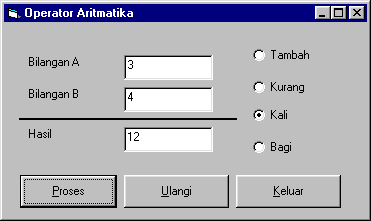 Operator Aritmatika
Bilangan A 3
Bilangan B 4
Hasil 12
Tambah
Kurang
Kali
Bagi
Proses Ulangi Keluar